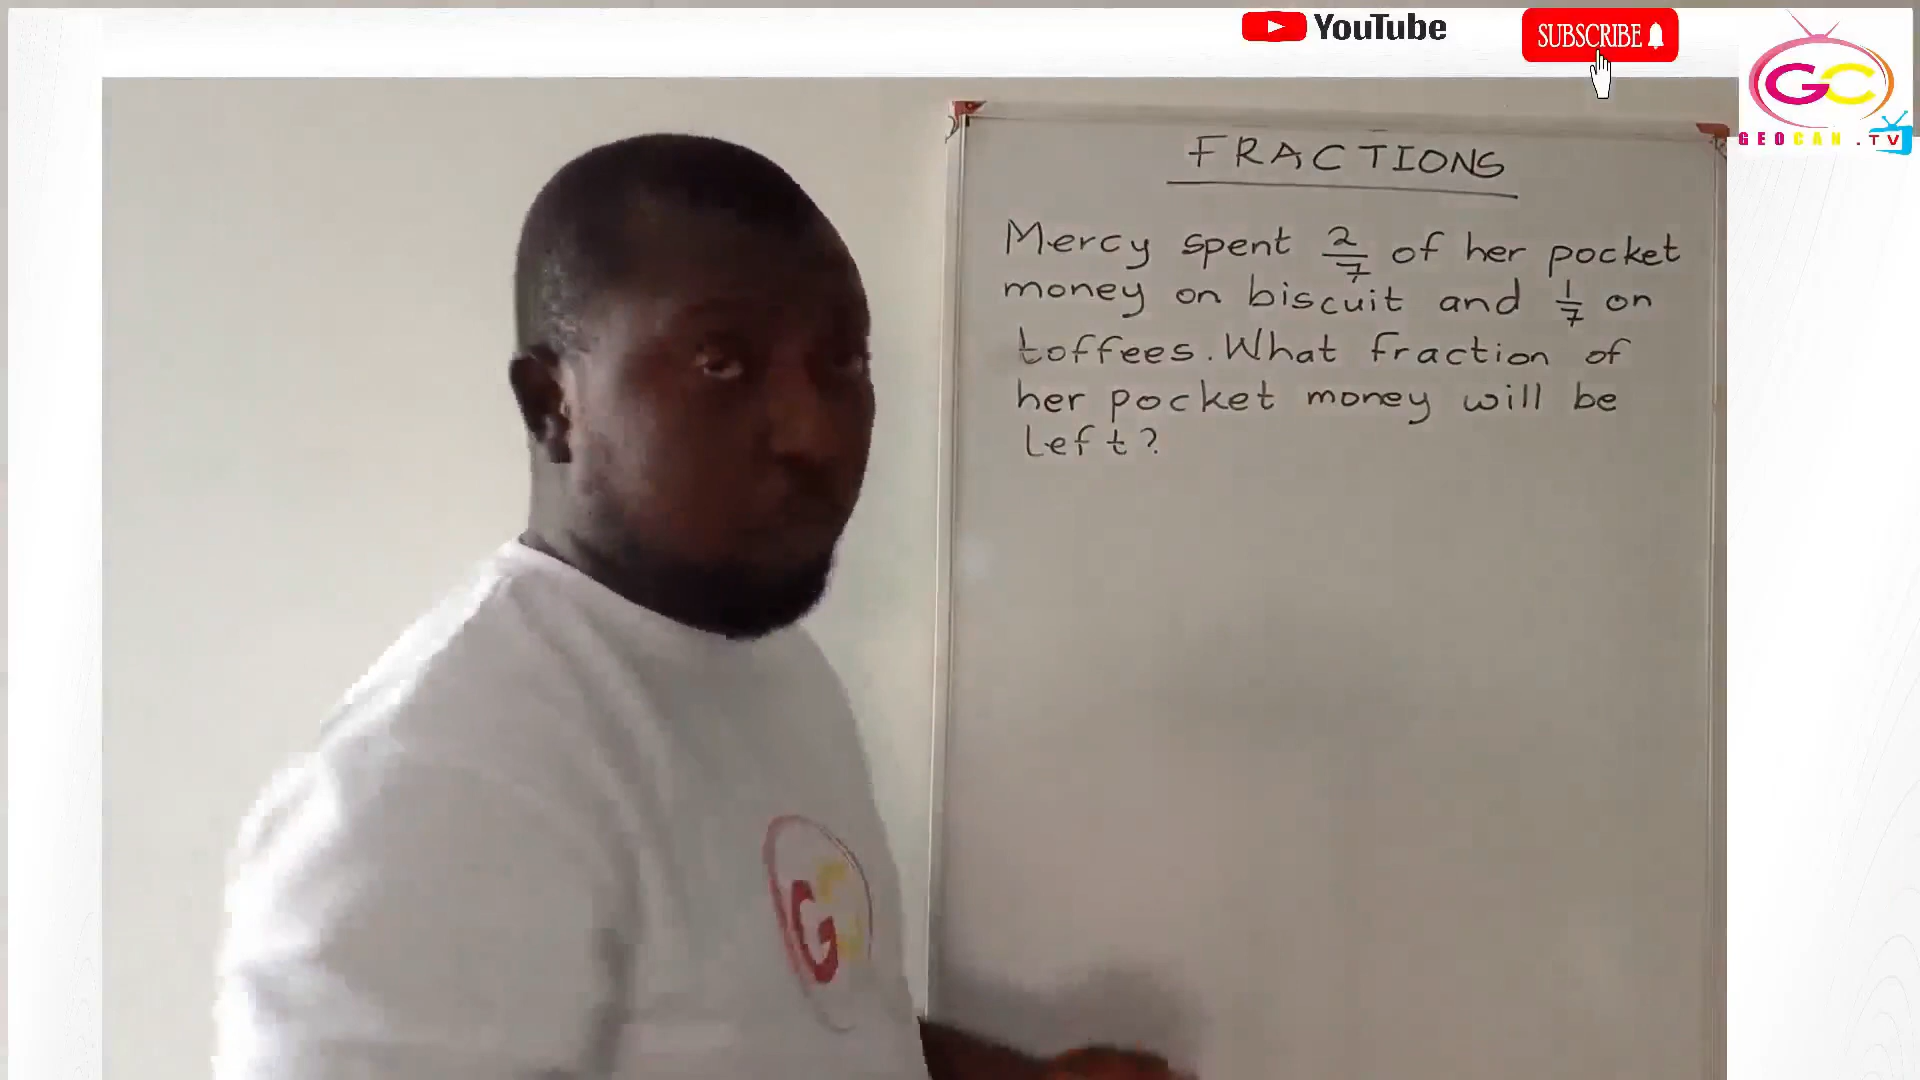 YouTube
SUBSCRIBE
GC
GEOCAN.TV
FRACTIONS
Mercy spent 2/7 of her pocket
money on biscuit and 1/7 on
toffees. What fraction of
her pocket money will be
left?
G